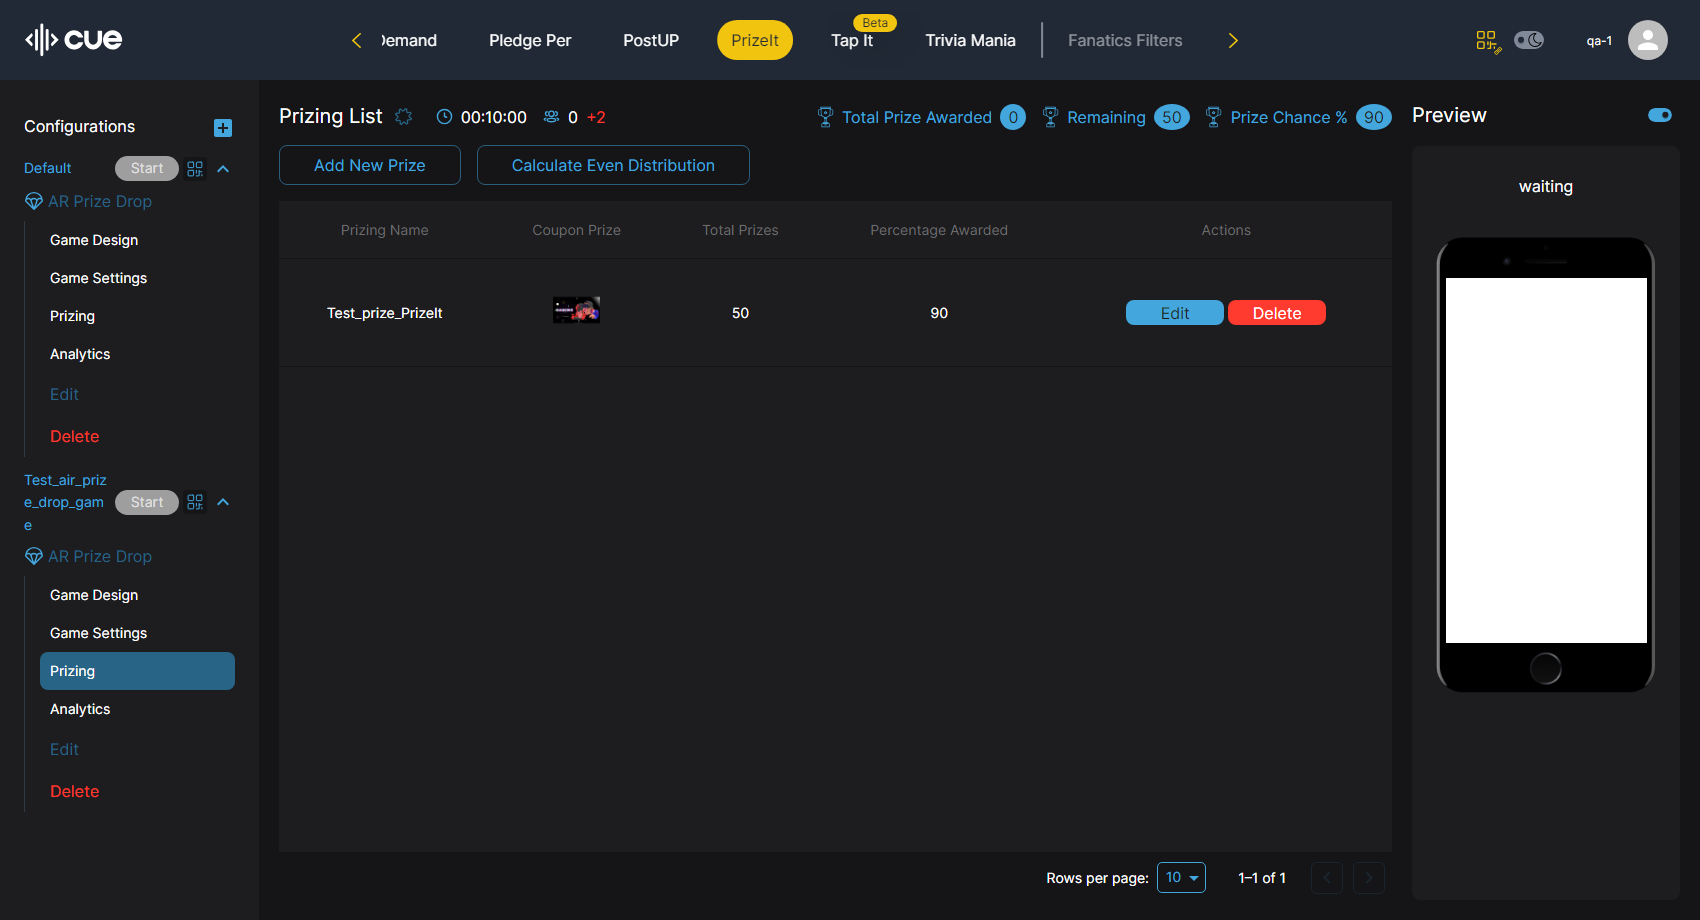 cue
Demand
Pledge Per
PostUP
PrizeIt
Beta
Tap It
Trivia Mania
Fanatics Filters
qa-1
Configurations
Default
Start
AR Prize Drop
Game Design
Game Settings
Prizing
Analytics
Edit
Delete
Test_air_priz
e_drop_gam
e
Start
AR Prize Drop
Game Design
Game Settings
Prizing
Analytics
Edit
Delete
Prizing List 00:10:00 0 +2
Total Prize Awarded 0 Remaining 50 Prize Chance % 90
Add New Prize Calculate Even Distribution
Prizing Name Coupon Prize Total Prizes Percentage Awarded Actions
Test_prize_PrizeIt 50 90 Edit Delete
Rows per page: 10 1–1 of 1
Preview
waiting